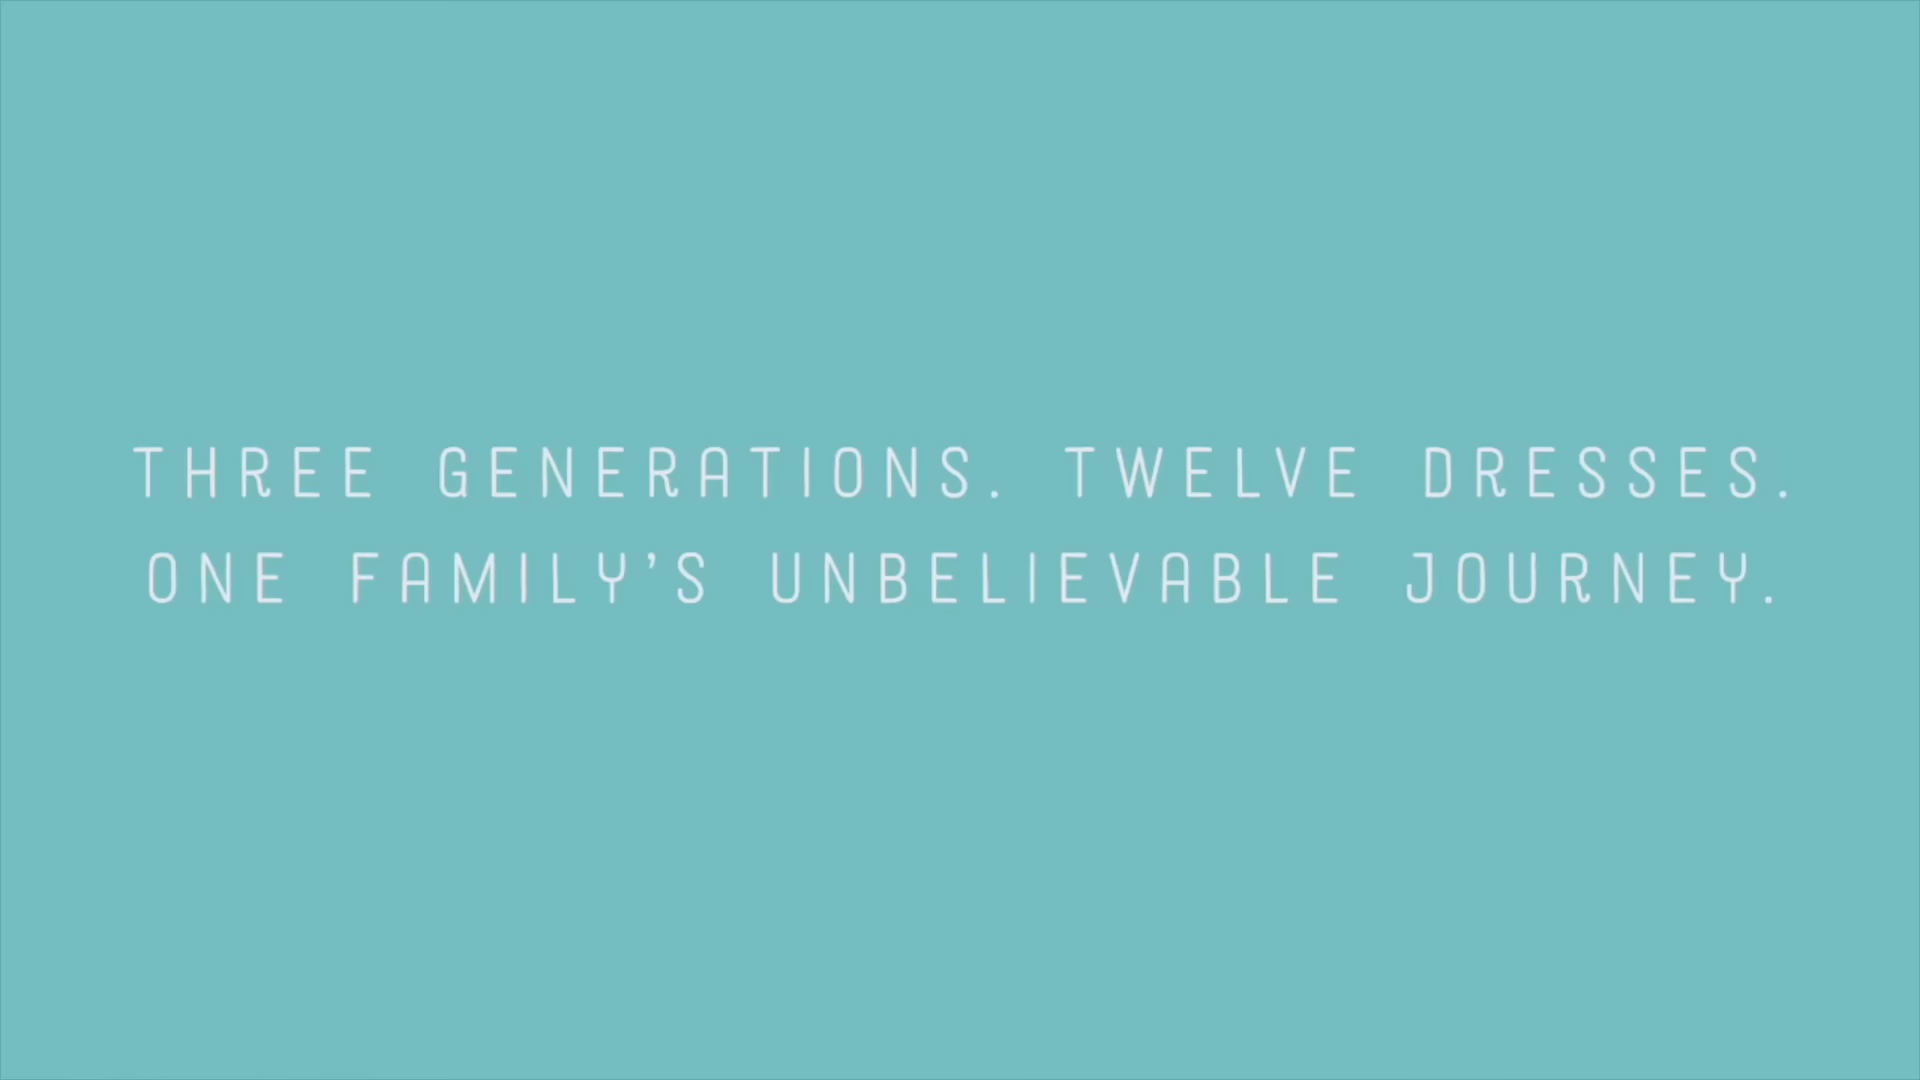 THREE GENERATIONS. TWELVE DRESSES.
ONE FAMILY’S UNBELIEVABLE JOURNEY.